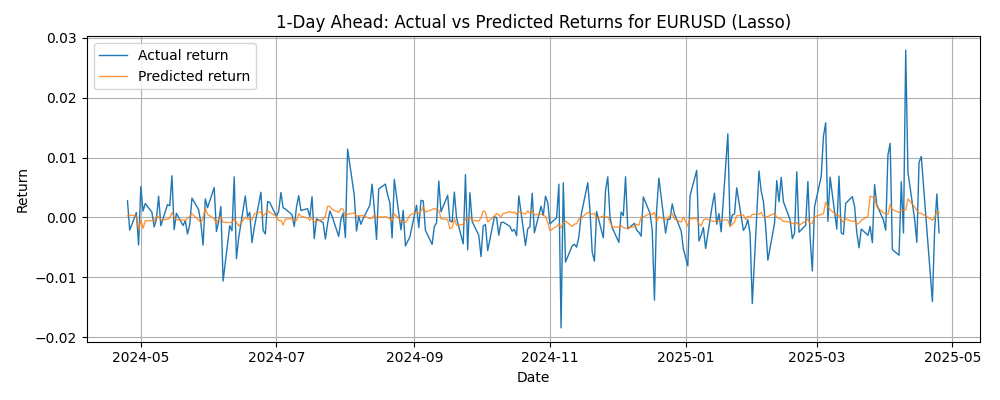 1-Day Ahead: Actual vs Predicted Returns for EURUSD (Lasso)
Actual return
Predicted return
Return
0.03
0.02
0.01
0.00
−0.01
−0.02
2024-05
2024-07
2024-09
2024-11
2025-01
2025-03
2025-05
Date